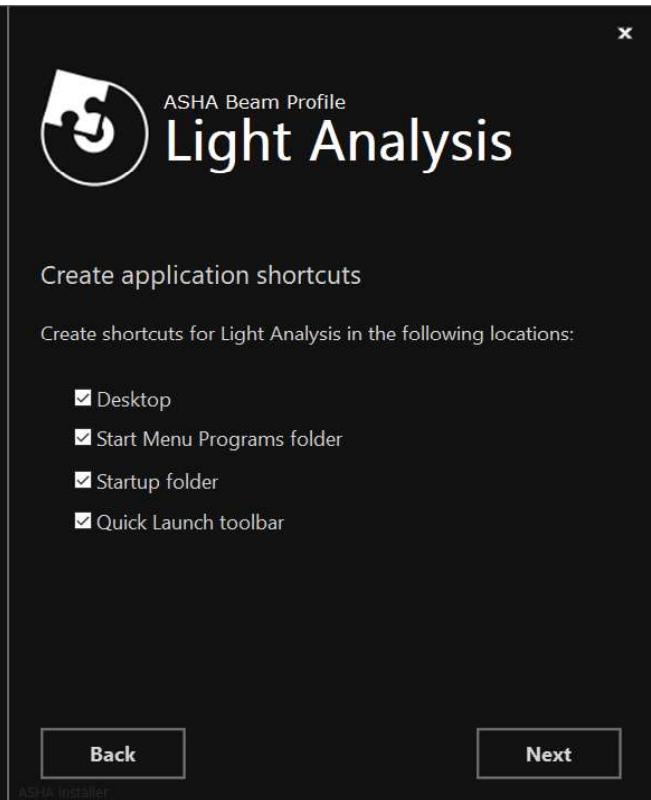 x
ASHA Beam Profile
Light Analysis
Create application shortcuts
Create shortcuts for Light Analysis in the following locations:
Desktop
Start Menu Programs folder
Startup folder
Quick Launch toolbar
Back
Next
ASHA Installer